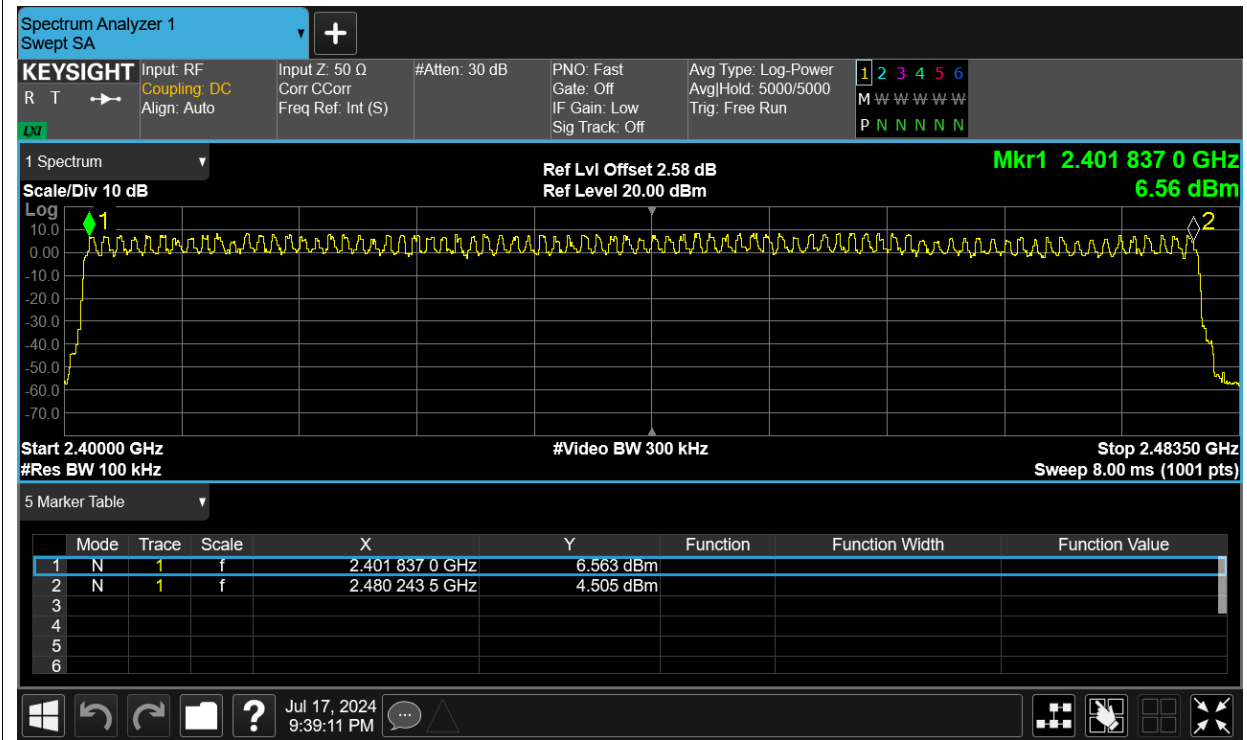 Spectrum Analyzer 1
Swept SA
KEYSIGHT Input: RF Input Z: 50 Ω #Atten: 30 dB PNO: Fast Avg Type: Log-Power 1 2 3 4 5 6
R T Coupling: DC Corr CCorr Gate: Off Avg|Hold: 5000/5000 M W W W W W
Align: Auto Freq Ref: Int (S) IF Gain: Low Trig: Free Run
LXI Sig Track: Off P N N N N N
1 Spectrum Ref Lvl Offset 2.58 dB Mkr1 2.401 837 0 GHz
Scale/Div 10 dB Ref Level 20.00 dBm 6.56 dBm
Log 1 2
10.0
0.00
-10.0
-20.0
-30.0
-40.0
-50.0
-60.0
-70.0
Start 2.40000 GHz #Video BW 300 kHz Stop 2.48350 GHz
#Res BW 100 kHz Sweep 8.00 ms (1001 pts)
5 Marker Table
Mode Trace Scale X Y Function Function Width Function Value
1 N 1 f 2.401 837 0 GHz 6.563 dBm
2 N 1 f 2.480 243 5 GHz 4.505 dBm
3
4
5
6
? Jul 17, 2024
9:39:11 PM